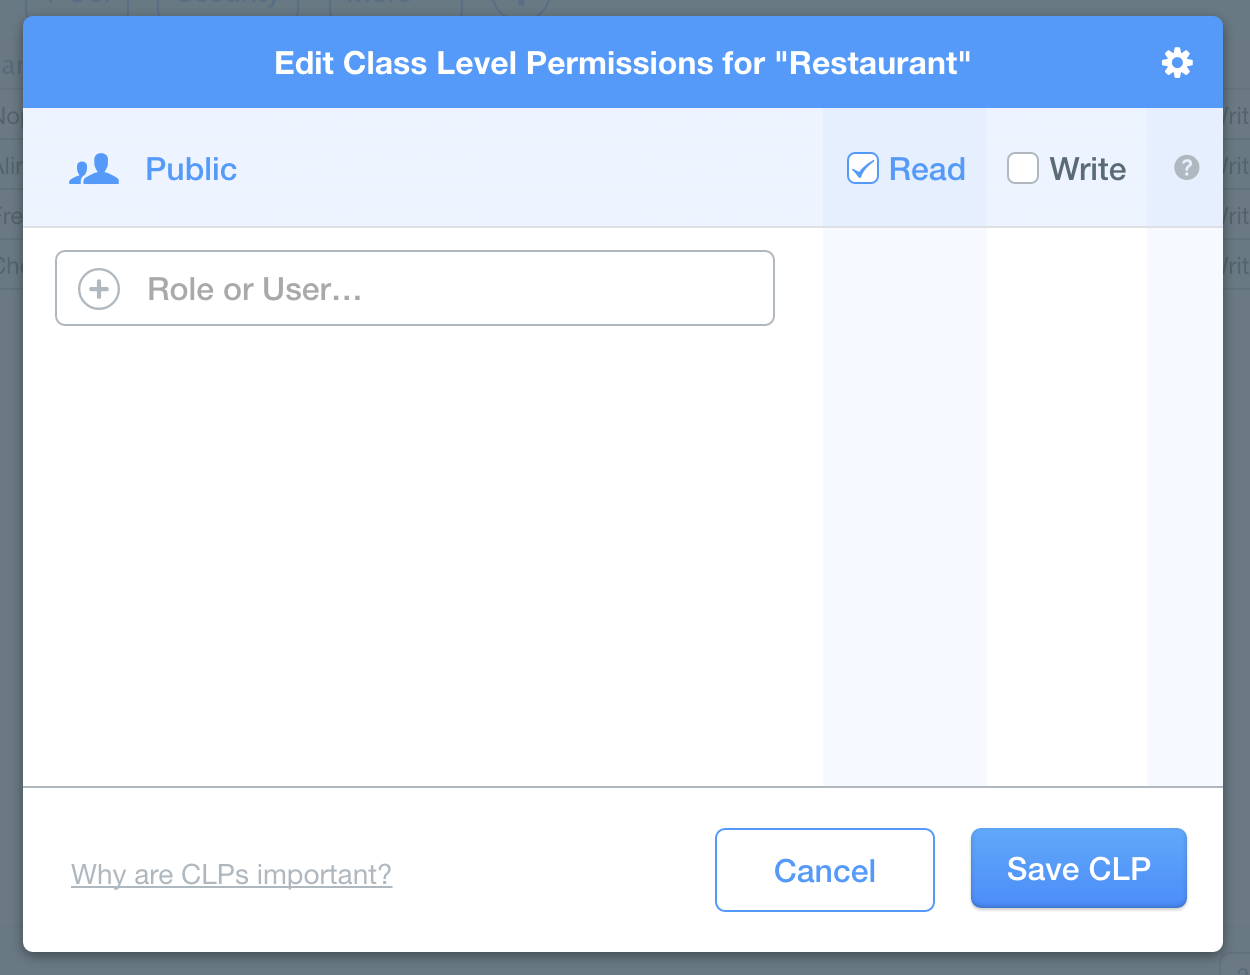 Edit Class Level Permissions for "Restaurant"
Public
Read
Write
?
Role or User...
Why are CLPs important?
Cancel
Save CLP